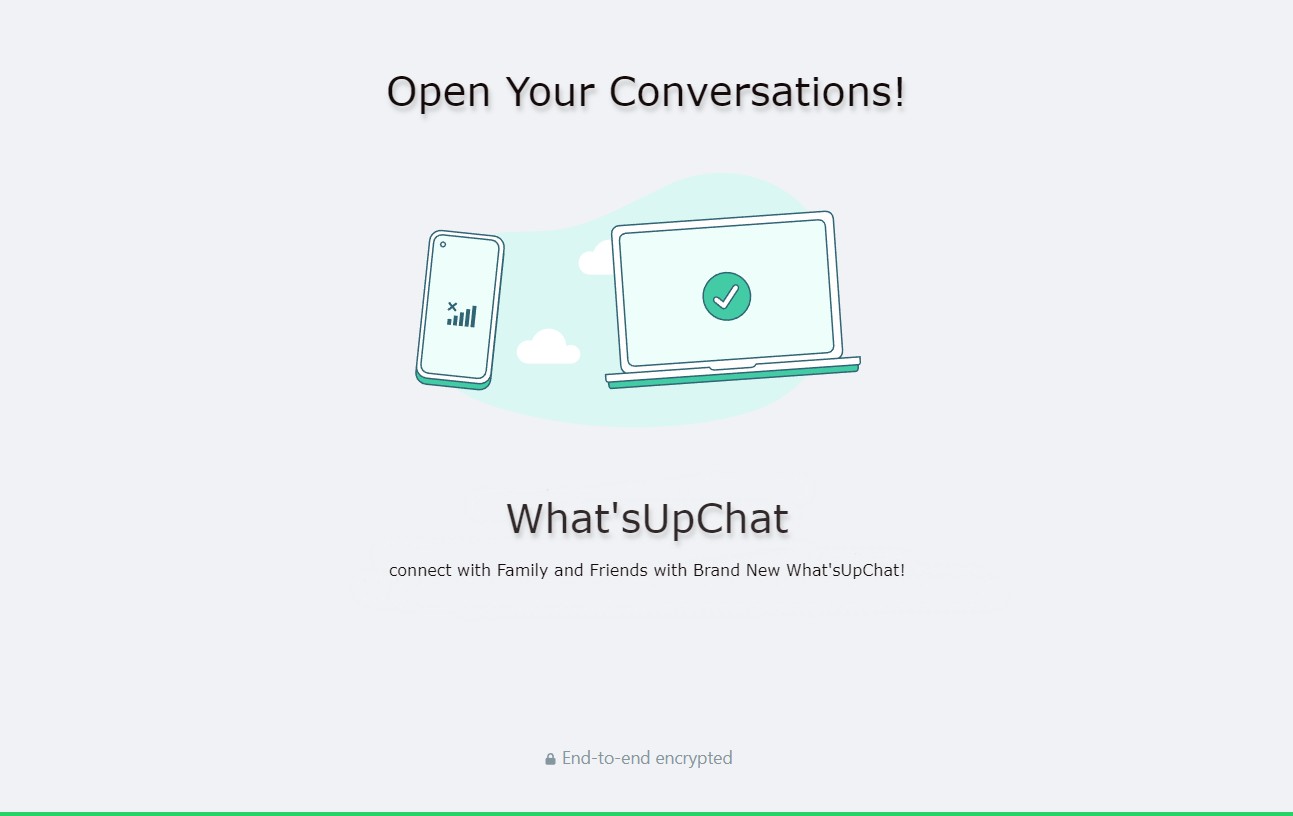 Open Your Conversations!
What'sUpChat
connect with Family and Friends with Brand New What'sUpChat!
End-to-end encrypted